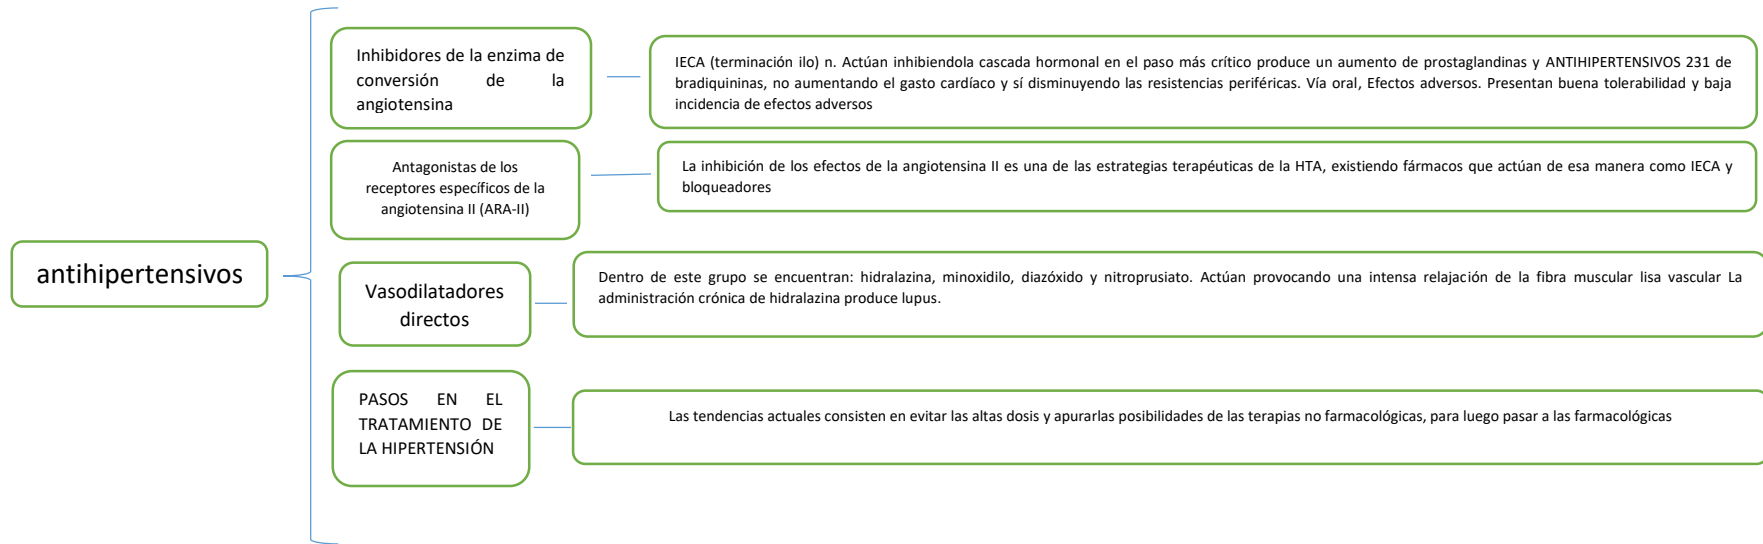 Inhibidores de la enzima de
conversión de la
angiotensina
IECA (terminación ilo) n. Actúan inhibiendola cascada hormonal en el paso más crítico produce un aumento de prostaglandinas y ANTIHIPERTENSIVOS 231 de
bradiquininas, no aumentando el gasto cardíaco y sí disminuyendo las resistencias periféricas. Vía oral, Efectos adversos. Presentan buena tolerabilidad y baja
incidencia de efectos adversos
Antagonistas de los
receptores específicos de la
angiotensina II (ARA-II)
La inhibición de los efectos de la angiotensina II es una de las estrategias terapéuticas de la HTA, existiendo fármacos que actúan de esa manera como IECA y
bloqueadores
antihipertensivos
Vasodilatadores
directos
Dentro de este grupo se encuentran: hidralazina, minoxidilo, diazóxido y nitroprusiato. Actúan provocando una intensa relajación de la fibra muscular lisa vascular La
administración crónica de hidralazina produce lupus.
PASOS EN EL
TRATAMIENTO DE
LA HIPERTENSIÓN
Las tendencias actuales consisten en evitar las altas dosis y apurarlas posibilidades de las terapias no farmacológicas, para luego pasar a las farmacológicas